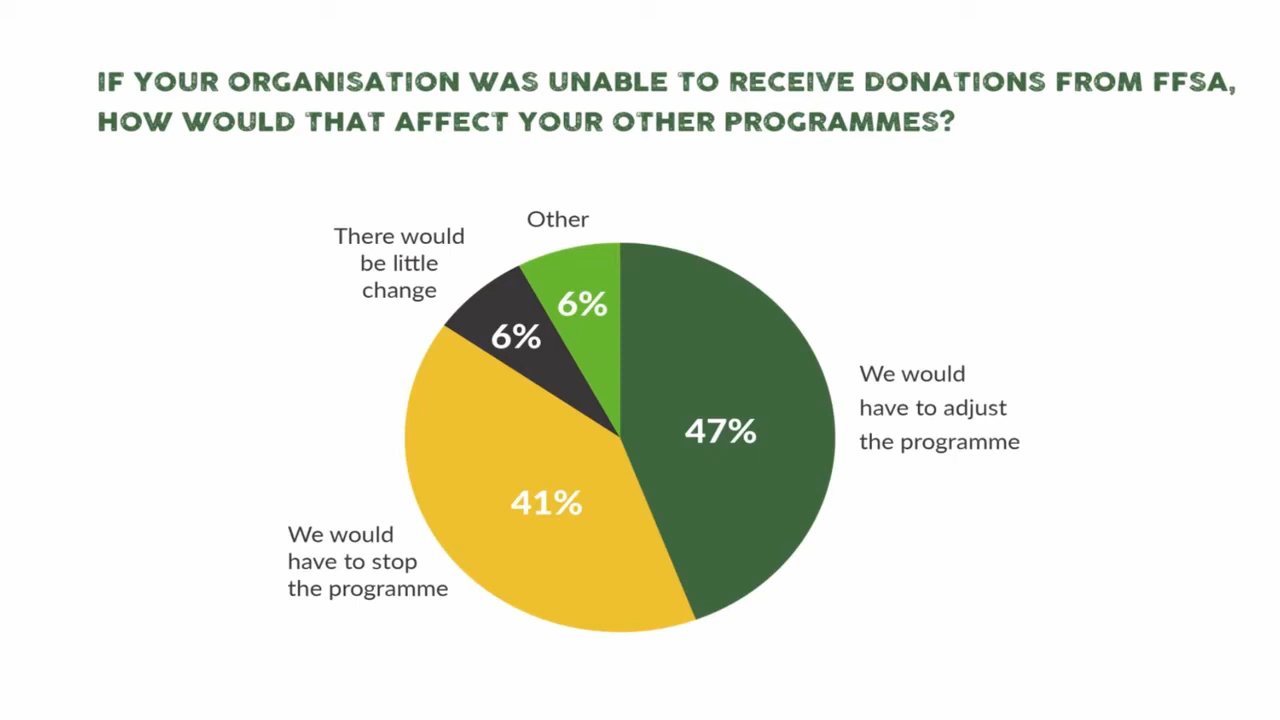 IF YOUR ORGANISATION WAS UNABLE TO RECEIVE DONATIONS FROM FFSA,
HOW WOULD THAT AFFECT YOUR OTHER PROGRAMMES?
Other
There would
be little
change
6%
6%
We would
have to adjust
the programme
47%
41%
We would
have to stop
the programme